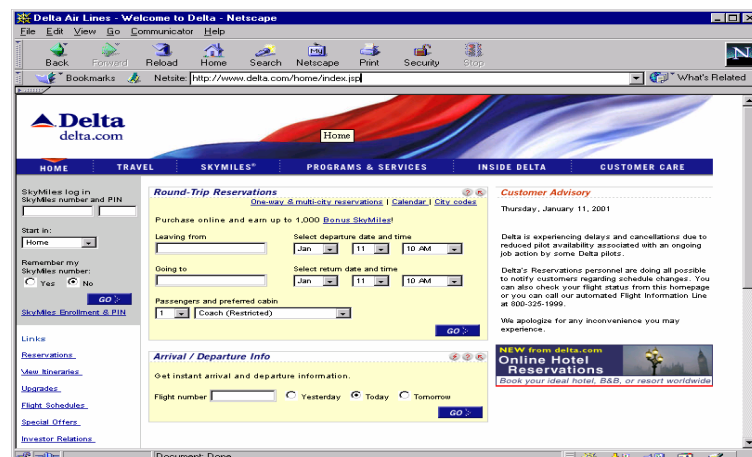 Delta Air Lines - Welcome to Delta - Netscape
File Edit View Go Communicator Help
Back Forward Reload Home Search Netscape Print Security Stop
Bookmarks Netsite: http://www.delta.com/home/index.jsp What's Related
Delta
delta.com
Home
HOME TRAVEL SKYMILES® PROGRAMS & SERVICES INSIDE DELTA CUSTOMER CARE
SkyMiles log in
SkyMiles number and PIN
Start in:
Home
Remember my
SkyMiles number:
Yes No
GO
SkyMiles Enrollment & PIN
Links
Reservations
View Itineraries
Upgrades
Flight Schedules
Special Offers
Investor Relations
Round-Trip Reservations
One-way & multi-city reservations | Calendar | City codes
Purchase online and earn up to 1,000 Bonus SkyMiles!
Leaving from Select departure date and time
Jan 11 10 AM
Going to Select return date and time
Jan 11 10 AM
Passengers and preferred cabin
1 Coach (Restricted)
GO
Arrival / Departure Info
Get instant arrival and departure information.
Flight number Yesterday Today Tomorrow
GO
Customer Advisory
Thursday, January 11, 2001
Delta is experiencing delays and cancellations due to
reduced pilot availability associated with an ongoing
job action by some Delta pilots.
Delta's Reservations personnel are doing all possible
to notify customers regarding schedule changes. You
can also check your flight status from this homepage
or you can call our automated Flight Information Line
at 800-325-1999.
We apologize for any inconvenience you may
experience.
NEW from delta.com
Online Hotel
Reservations
Book your ideal hotel, B&B, or resort worldwide
Document: Done